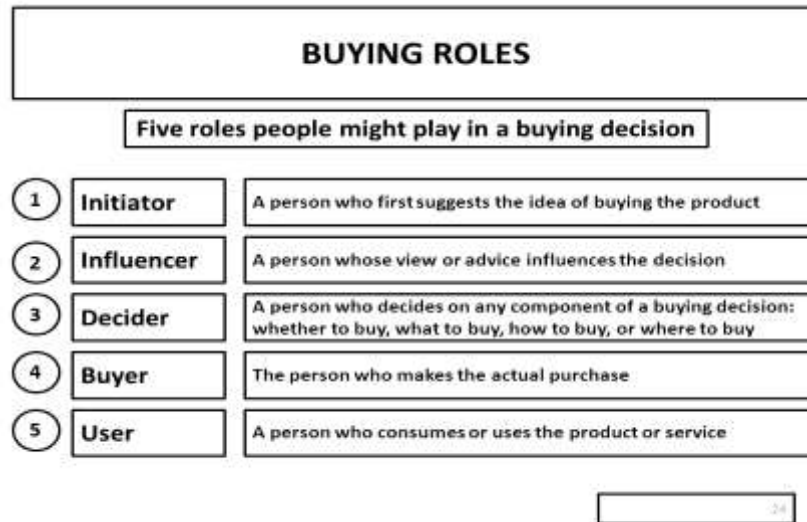 BUYING ROLES
Five roles people might play in a buying decision
1 Initiator A person who first suggests the idea of buying the product
2 Influencer A person whose view or advice influences the decision
3 Decider A person who decides on any component of a buying decision:
whether to buy, what to buy, how to buy, or where to buy
4 Buyer The person who makes the actual purchase
5 User A person who consumes or uses the product or service
24